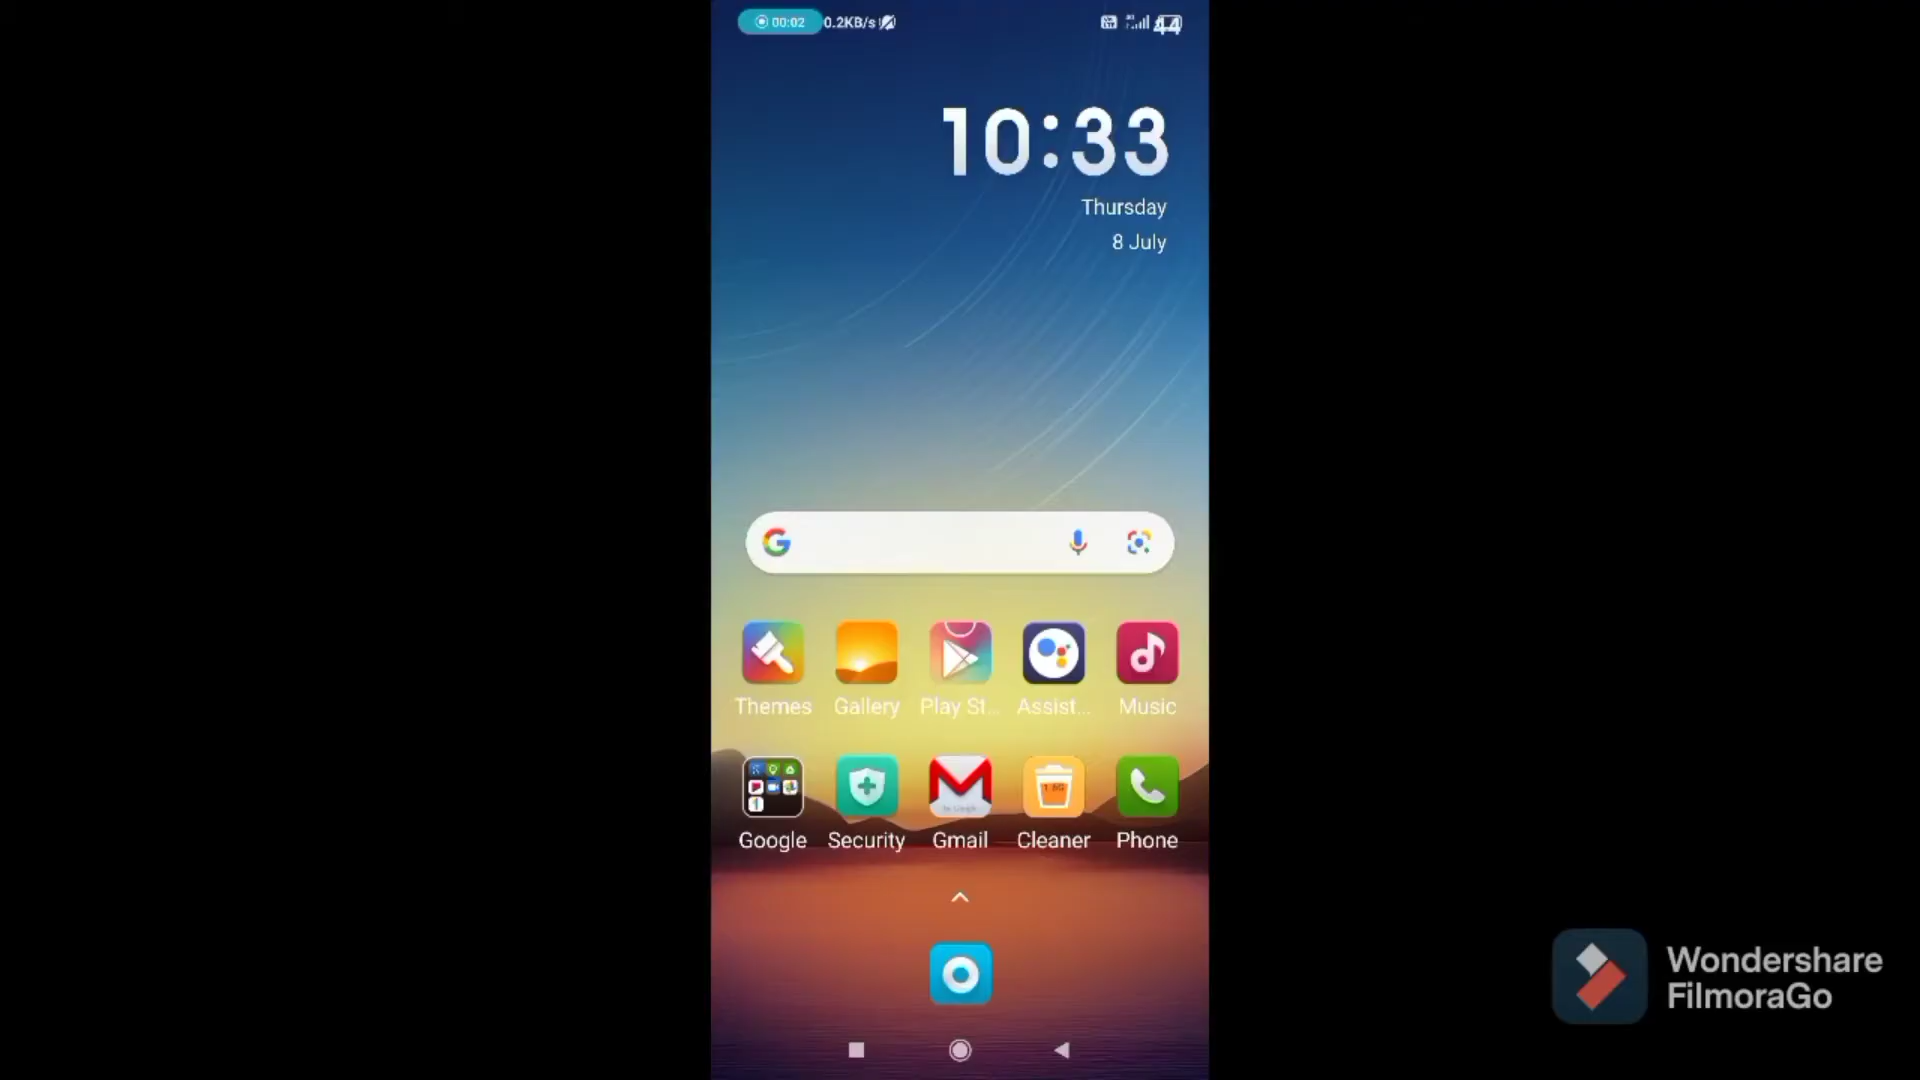 00:02 0.2KB/s 44
10:33
Thursday
8 July
Themes Gallery Play St... Assist... Music
Google Security Gmail Cleaner Phone
Wondershare
FilmoraGo